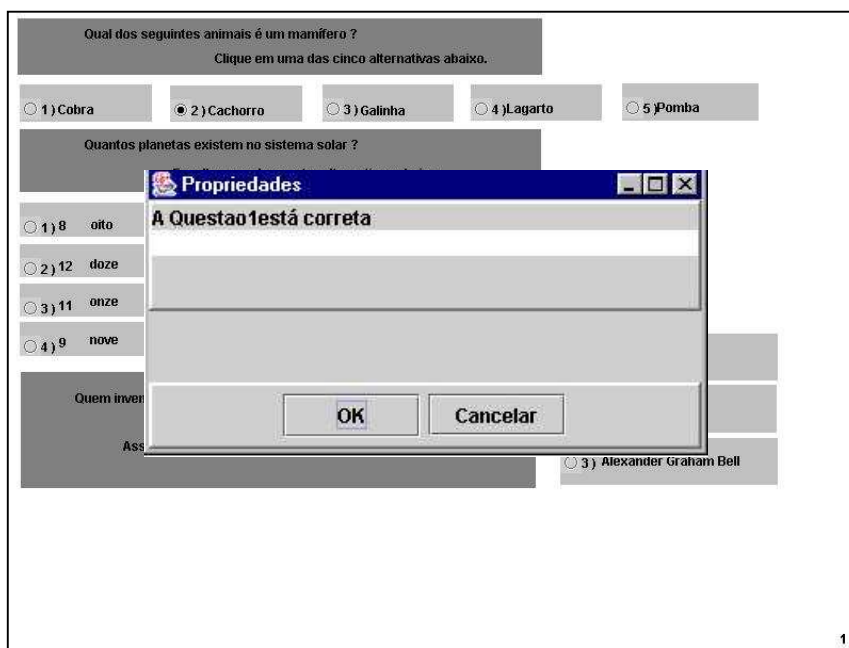 Qual dos seguintes animais é um mamífero ?
Clique em uma das cinco alternativas abaixo.
1 ) Cobra
2 ) Cachorro
3 ) Galinha
4 )Lagarto
5 )Pomba
Quantos planetas existem no sistema solar ?
Propriedades
A Questao1está correta
1 ) 8 oito
2 ) 12 doze
3 ) 11 onze
4 ) 9 nove
Quem
OK
Cancelar
3 ) Alexander Graham Bell
1